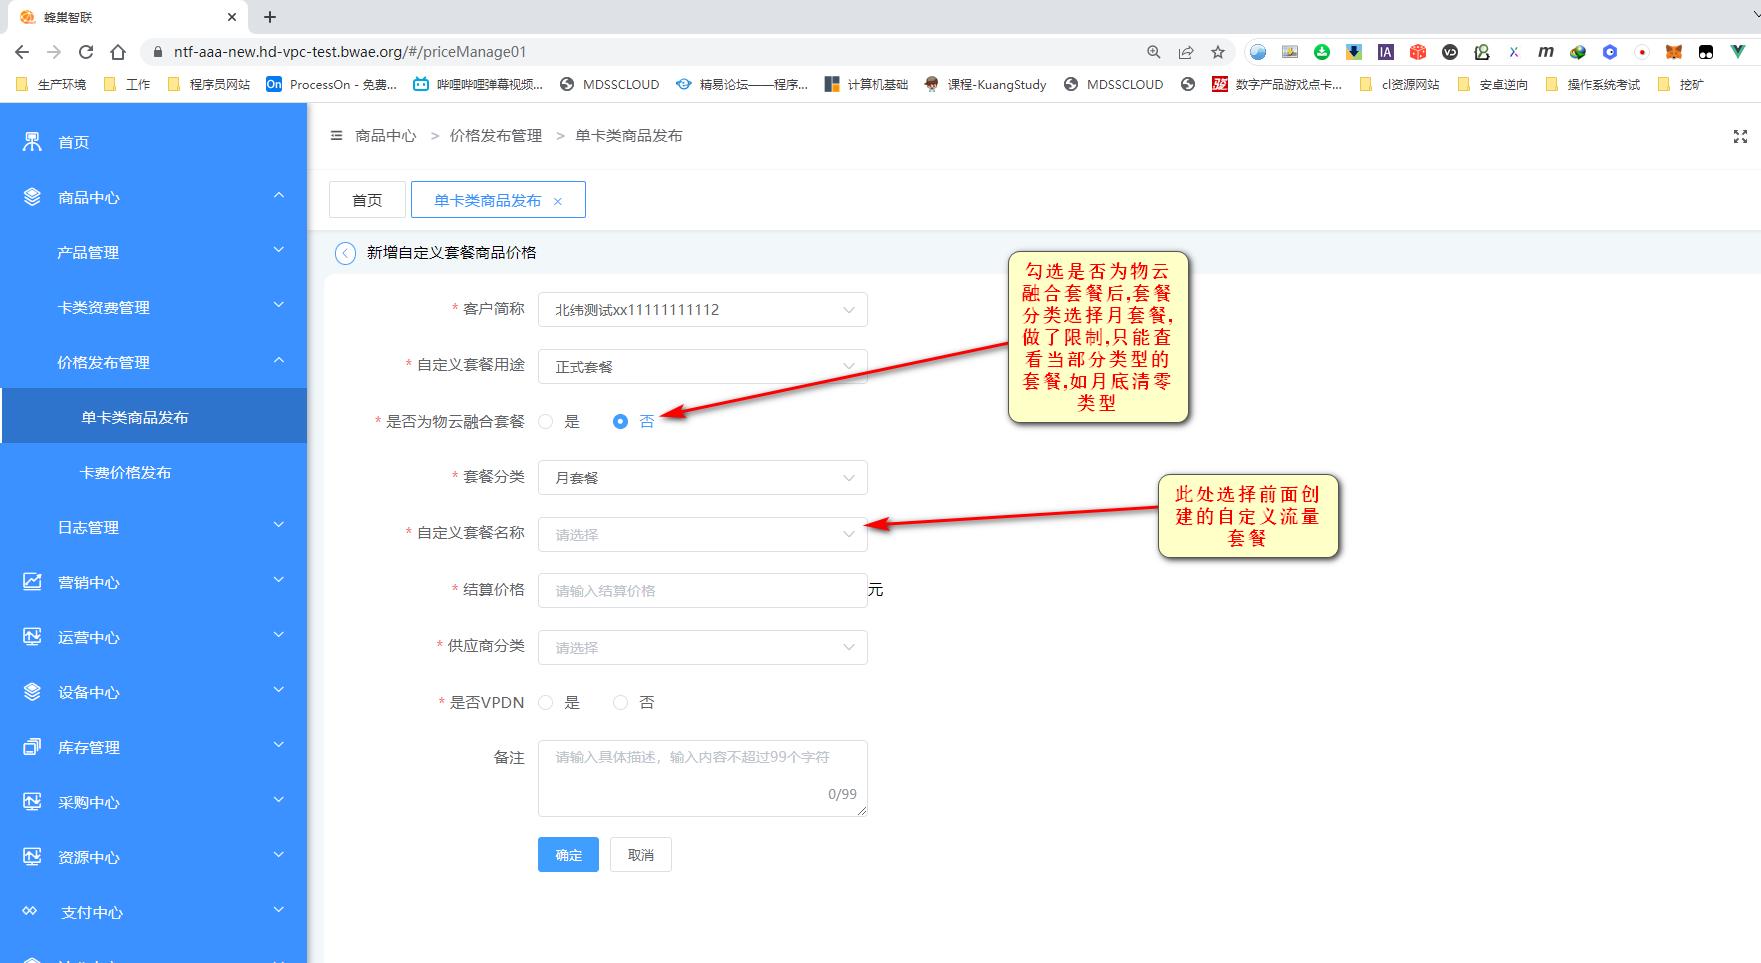 蜂巢智联
ntf-aaa-new.hd-vpc-test.bwae.org/#/priceManage01
IA
m
生产环境
工作
程序员网站
On ProcessOn - 免费...
哔哩哔哩弹幕视频...
MDSSCLOUD
精易论坛——程序...
计算机基础
课程-KuangStudy
MDSSCLOUD
数字产品游戏点卡...
cl资源网站
安卓逆向
操作系统考试
挖矿
首页
商品中心
产品管理
卡类资费管理
价格发布管理
单卡类商品发布
卡费价格发布
日志管理
营销中心
运营中心
设备中心
库存管理
采购中心
资源中心
支付中心
商品中心 > 价格发布管理 > 单卡类商品发布
首页
单卡类商品发布 ×
新增自定义套餐商品价格
* 客户简称 北纬测试xx11111111112
* 自定义套餐用途 正式套餐
* 是否为物云融合套餐 是 否
* 套餐分类 月套餐
* 自定义套餐名称 请选择
* 结算价格 请输入结算价格 元
* 供应商分类 请选择
* 是否VPDN 是 否
备注 请输入具体描述，输入内容不超过99个字符
0/99
确定 取消
勾选是否为物云
融合套餐后,套餐
分类选择月套餐,
做了限制,只能查
看当部分类型的
套餐,如月底清零
类型
此处选择前面创
建的自定义流量
套餐